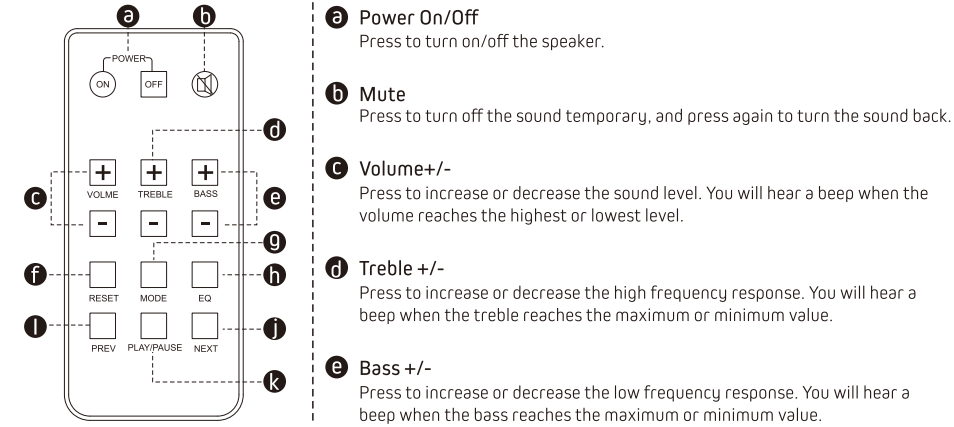 a b
POWER
ON OFF
d
+ + +
c VOLME TREBLE BASS e
- - -
g
f h
RESET MODE EQ
l j
PREV PLAY/PAUSE NEXT
k
a Power On/Off
Press to turn on/off the speaker.
b Mute
Press to turn off the sound temporary, and press again to turn the sound back.
c Volume+/-
Press to increase or decrease the sound level. You will hear a beep when the
volume reaches the highest or lowest level.
d Treble +/-
Press to increase or decrease the high frequency response. You will hear a
beep when the treble reaches the maximum or minimum value.
e Bass +/-
Press to increase or decrease the low frequency response. You will hear a
beep when the bass reaches the maximum or minimum value.